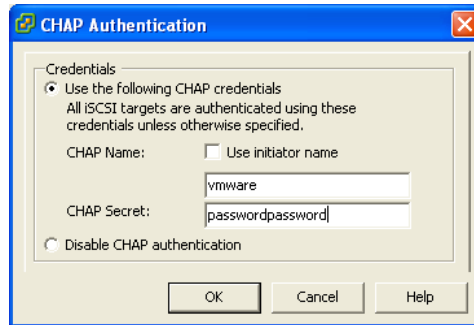 CHAP Authentication
Credentials
Use the following CHAP credentials
All iSCSI targets are authenticated using these
credentials unless otherwise specified.
CHAP Name:
Use initiator name
vmware
CHAP Secret:
passwordpassword
Disable CHAP authentication
OK
Cancel
Help